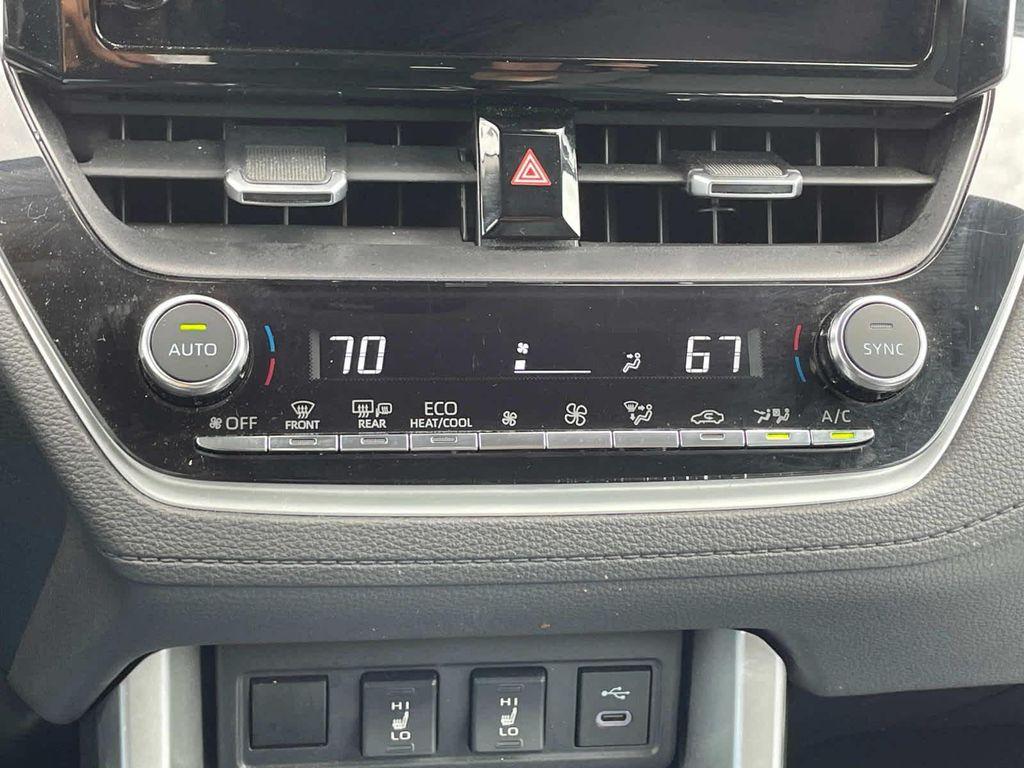 AUTO
70
67
SYNC
OFF
FRONT
REAR
ECO
HEAT/COOL
A/C
HI
LO
HI
LO